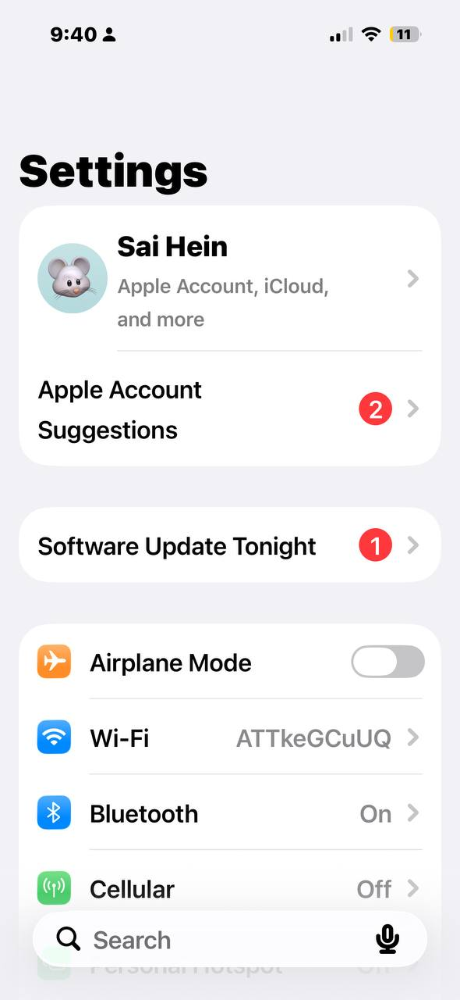 9:40
11
Settings
Sai Hein
Apple Account, iCloud,
and more
Apple Account
Suggestions
2
Software Update Tonight
1
Airplane Mode
Wi-Fi
ATTkeGCuUQ
Bluetooth
On
Cellular
Off
Search
Personal Hotspot
Off